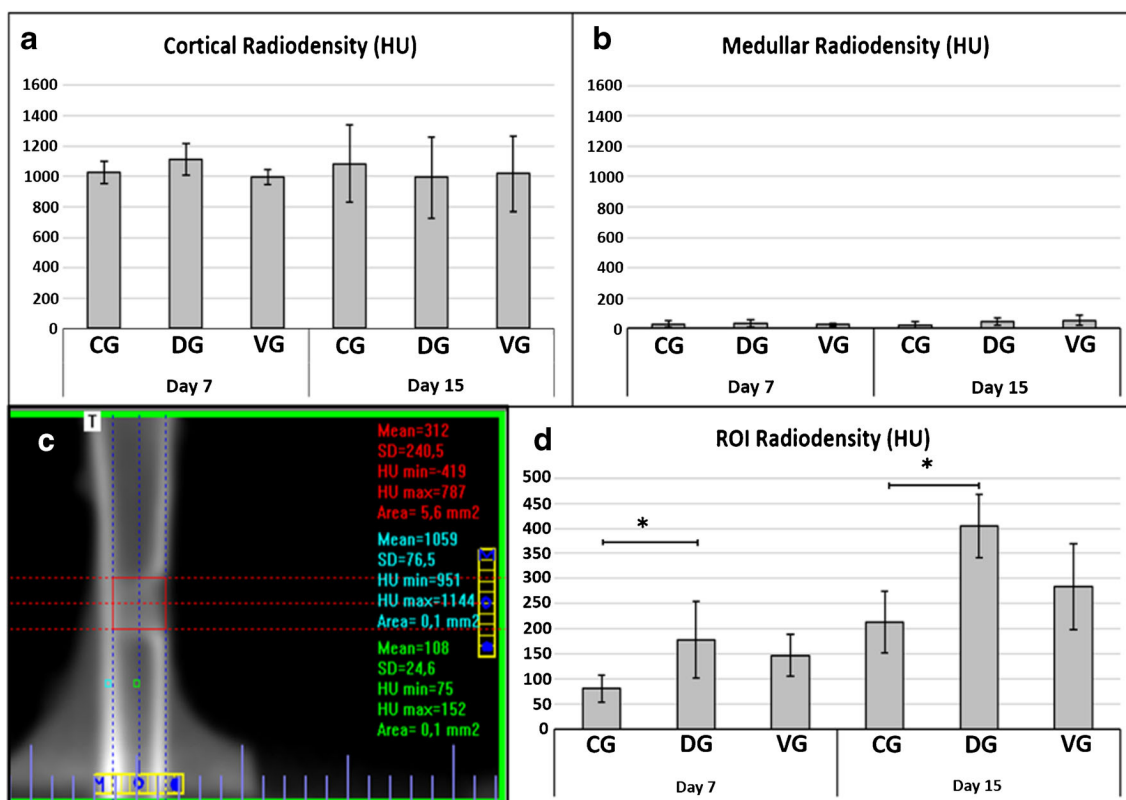 a
Cortical Radiodensity (HU)
1600
1400
1200
1000
800
600
400
200
0
CG DG VG CG DG VG
Day 7 Day 15
b
Medullar Radiodensity (HU)
1600
1400
1200
1000
800
600
400
200
0
CG DG VG CG DG VG
Day 7 Day 15
c
T
Mean=312
SD=240,5
HU min=-419
HU max=787
Area= 5,6 mm2
Mean=1059
SD=76,5
HU min=951
HU max=1144
Area= 0,1 mm2
Mean=108
SD=24,6
HU min=75
HU max=152
Area= 0,1 mm2
d
ROI Radiodensity (HU)
500
450
400
350
300
250
200
150
100
50
0
* *
CG DG VG CG DG VG
Day 7 Day 15